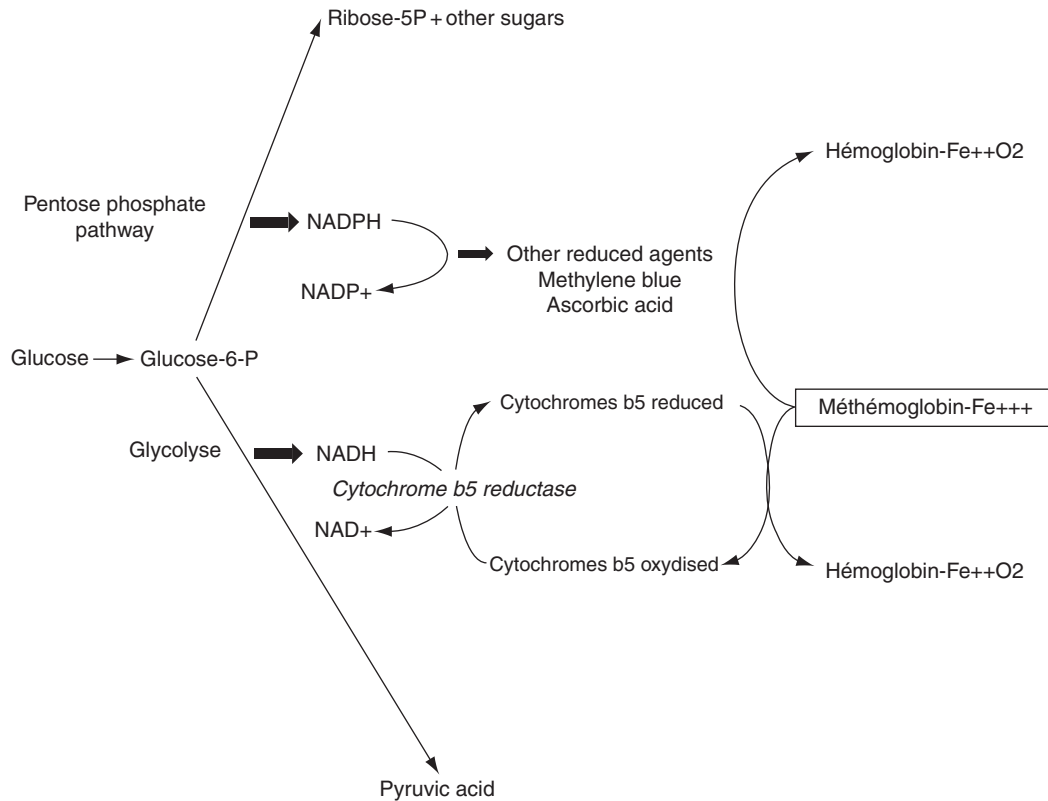 Ribose-5P + other sugars
Hémoglobin-Fe++O2
Pentose phosphate
pathway
NADPH
NADP+
Other reduced agents
Methylene blue
Ascorbic acid
Glucose
Glucose-6-P
Cytochromes b5 reduced
Méthémoglobin-Fe+++
Glycolyse
NADH
Cytochrome b5 reductase
NAD+
Cytochromes b5 oxydised
Hémoglobin-Fe++O2
Pyruvic acid